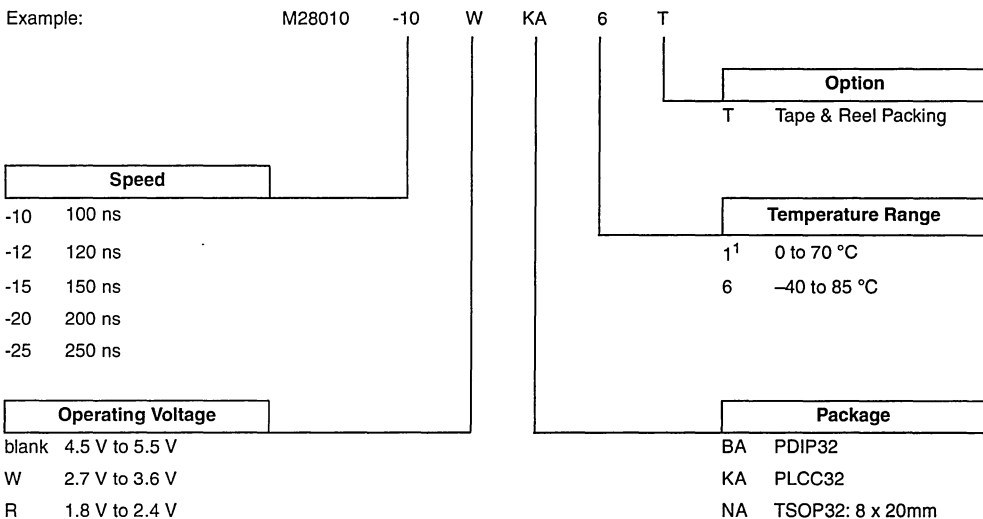 Example: M28010 -10 W KA 6 T
Option
T Tape & Reel Packing
Speed
-10 100 ns
-12 120 ns
-15 150 ns
-20 200 ns
-25 250 ns
Temperature Range
1¹ 0 to 70 °C
6 –40 to 85 °C
Operating Voltage
blank 4.5 V to 5.5 V
W 2.7 V to 3.6 V
R 1.8 V to 2.4 V
Package
BA PDIP32
KA PLCC32
NA TSOP32: 8 x 20mm